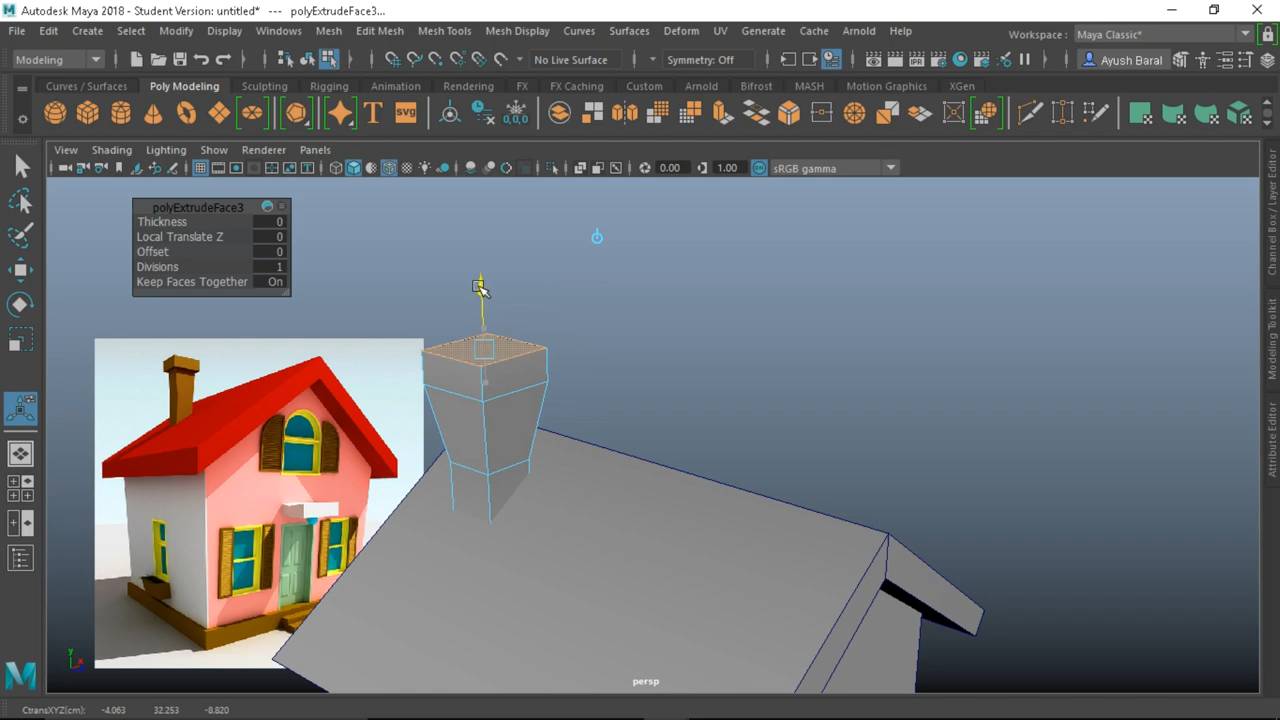 Autodesk Maya 2018 - Student Version: untitled* --- polyExtrudeFace3...
File Edit Create Select Modify Display Windows Mesh Edit Mesh Mesh Tools Mesh Display Curves Surfaces Deform UV Generate Cache Arnold Help Workspace : Maya Classic*
Modeling No Live Surface Symmetry: Off IPR Ayush Baral
Curves / Surfaces Poly Modeling Sculpting Rigging Animation Rendering FX FX Caching Custom Arnold Bifrost MASH Motion Graphics XGen
T SVG 0,0,0
View Shading Lighting Show Renderer Panels
0.00 1.00 sRGB gamma
polyExtrudeFace3
Thickness 0
Local Translate Z 0
Offset 0
Divisions 1
Keep Faces Together On
Channel Box / Layer Editor
Modeling Toolkit
Attribute Editor
y
x
persp
CtransXYZ(cm): -4.063 32.253 -8.820